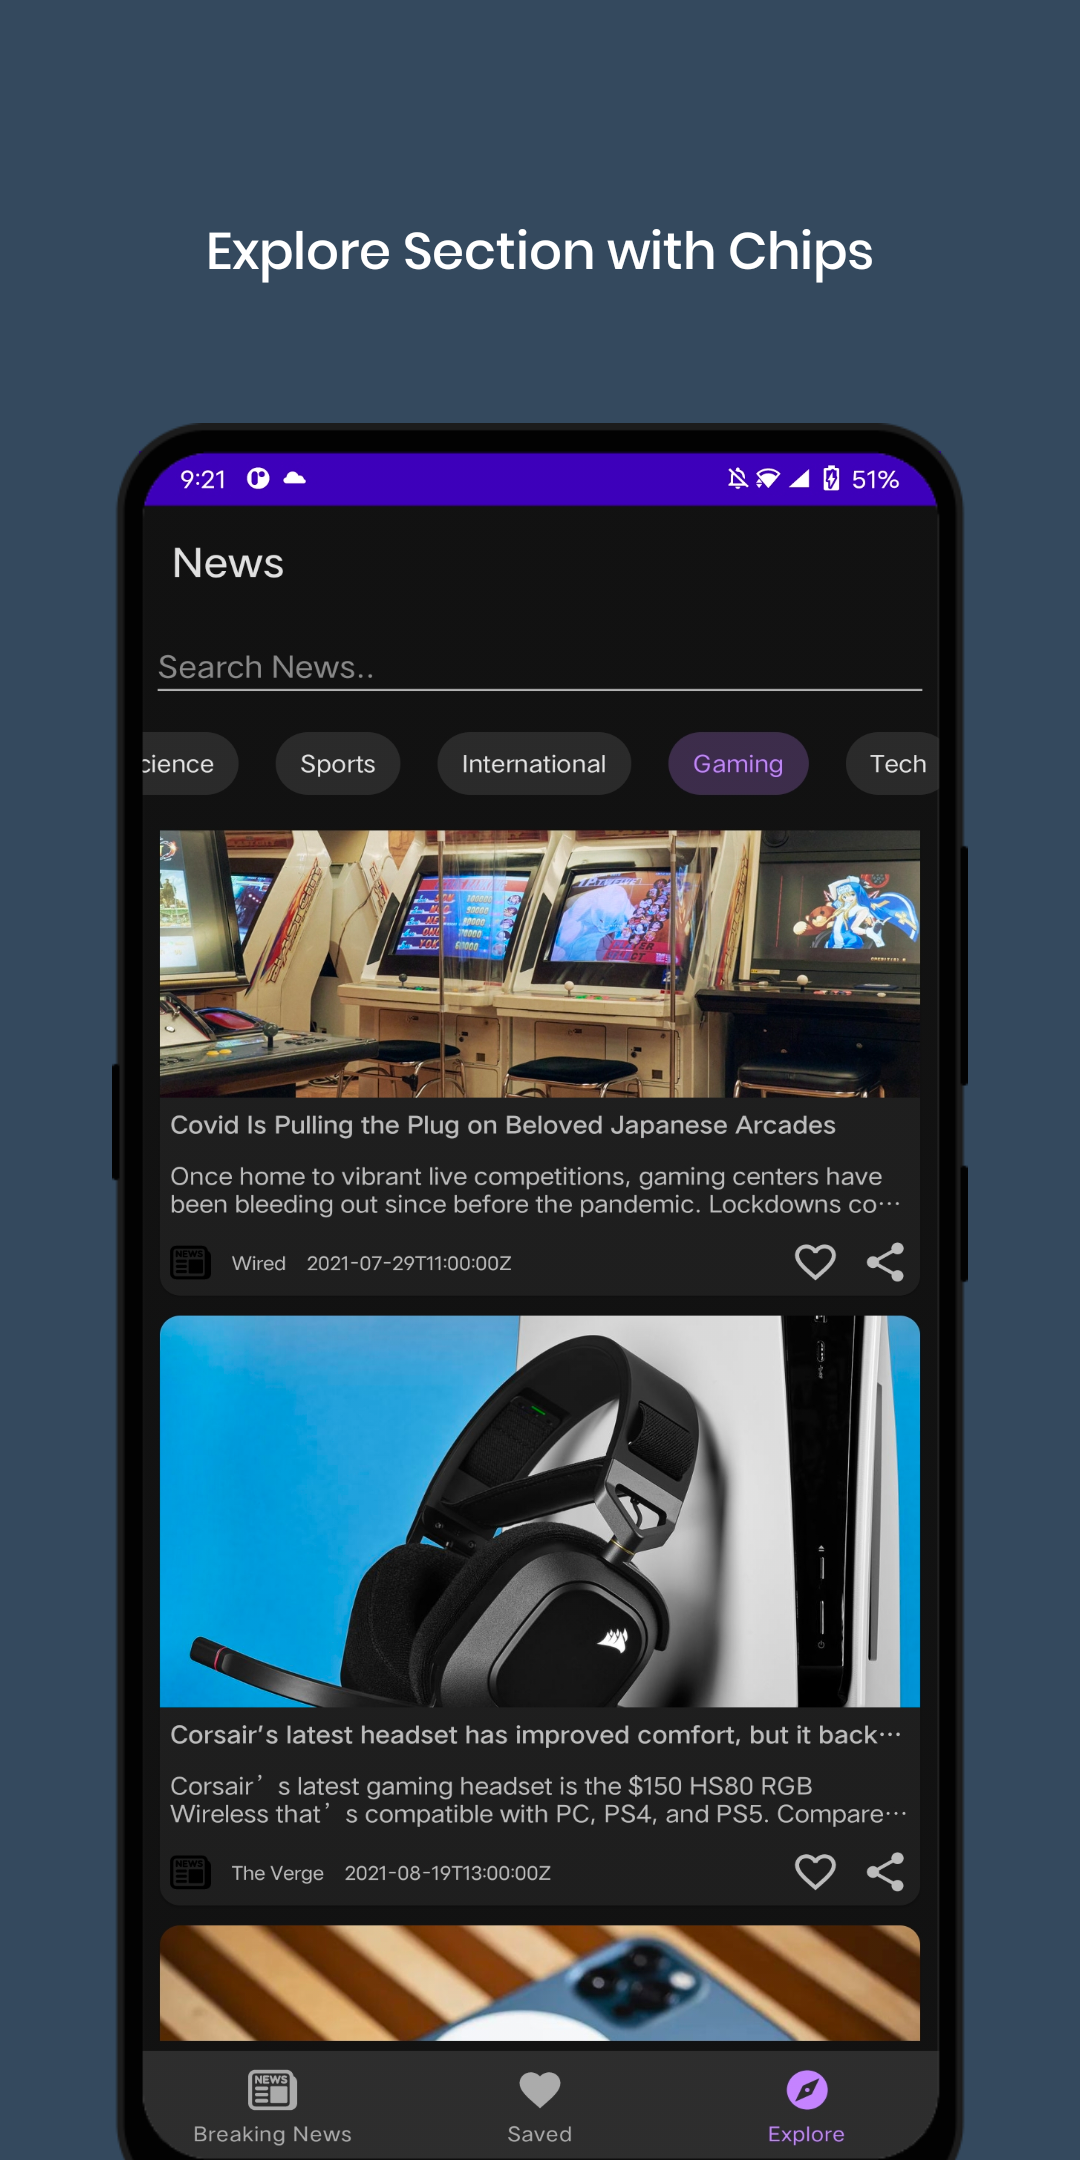 Explore Section with Chips
9:21
51%
News
Search News..
cience
Sports
International
Gaming
Tech
Covid Is Pulling the Plug on Beloved Japanese Arcades
Once home to vibrant live competitions, gaming centers have
been bleeding out since before the pandemic. Lockdowns co···
NEWS
Wired
2021-07-29T11:00:00Z
Corsair's latest headset has improved comfort, but it back···
Corsair’s latest gaming headset is the $150 HS80 RGB
Wireless that’s compatible with PC, PS4, and PS5. Compare···
NEWS
The Verge
2021-08-19T13:00:00Z
NEWS
Breaking News
Saved
Explore